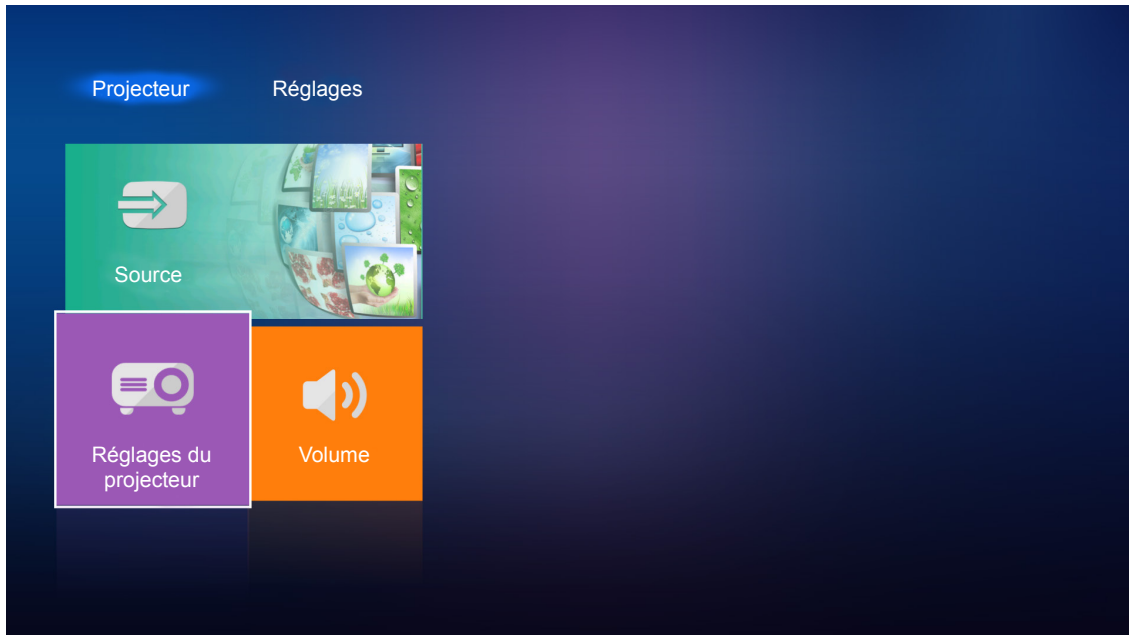 Projecteur
Réglages
Source
Réglages du
projecteur
Volume